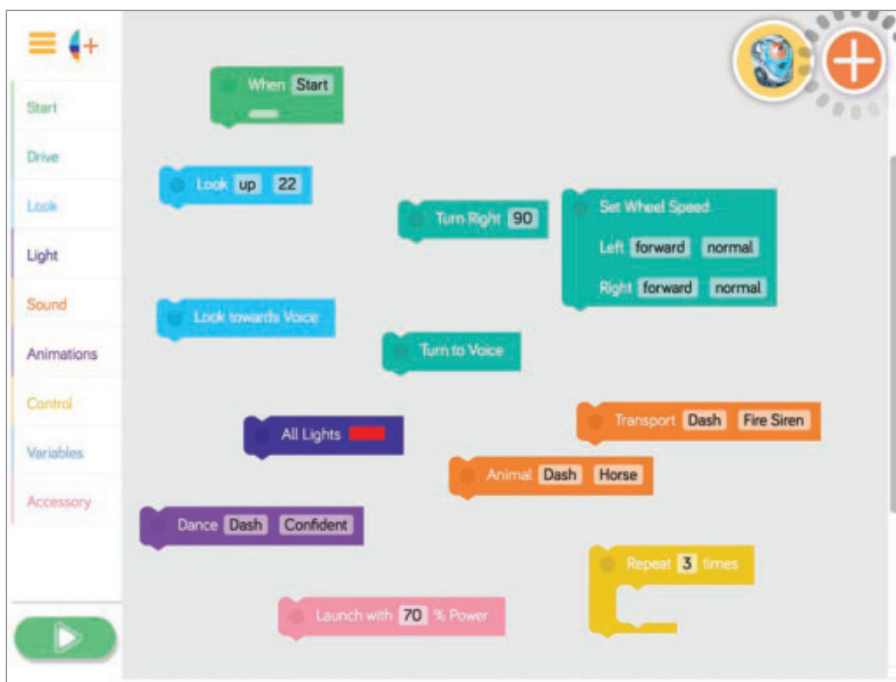 Start
Drive
Look
Light
Sound
Animations
Control
Variables
Accessory
When Start
Look up 22
Turn Right 90
Set Wheel Speed
Left forward normal
Right forward normal
Look towards Voice
Turn to Voice
All Lights
Transport Dash Fire Siren
Animal Dash Horse
Dance Dash Confident
Repeat 3 times
Launch with 70 % Power